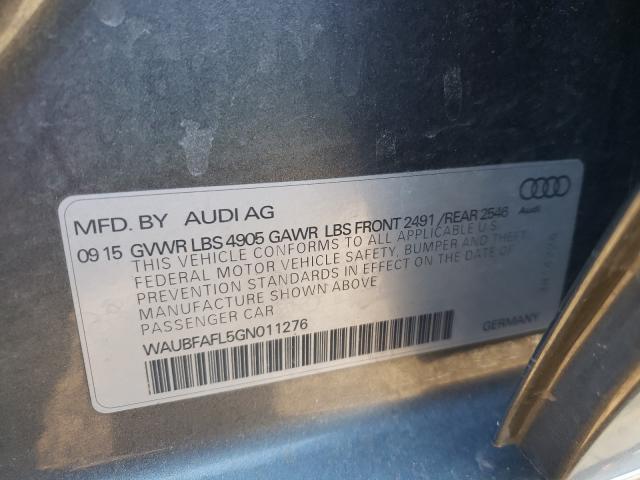 MFD. BY AUDI AG
Audi
09 15 GVWR LBS 4905 GAWR LBS FRONT 2491 /REAR 2546
THIS VEHICLE CONFORMS TO ALL APPLICABLE U.S.
FEDERAL MOTOR VEHICLE SAFETY, BUMPER AND THEFT
PREVENTION STANDARDS IN EFFECT ON THE DATE OF
MANUFACTURE SHOWN ABOVE
PASSENGER CAR
WAUBFAFL5GN011276
GERMANY